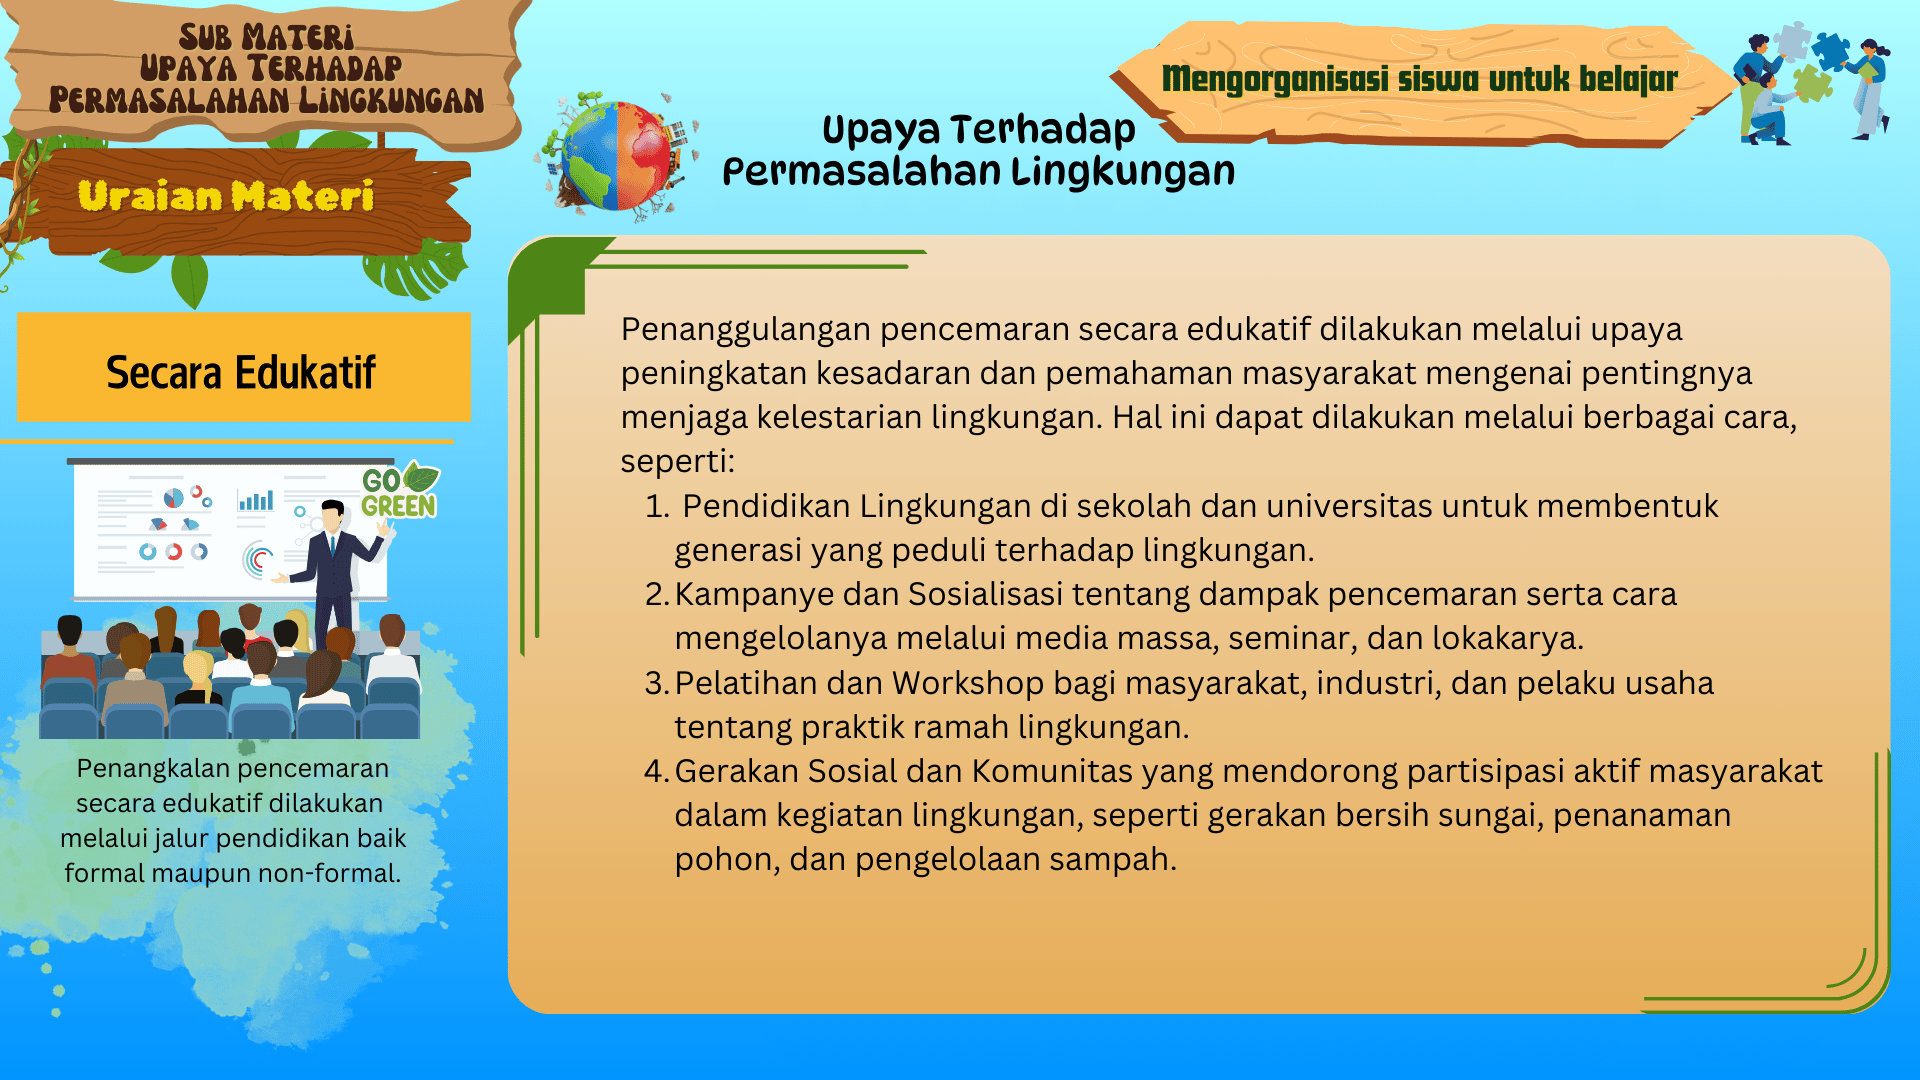 Sub Materi
Upaya Terhadap
Permasalahan Lingkungan
Uraian Materi
Secara Edukatif
GO
GREEN
Penangkalan pencemaran
secara edukatif dilakukan
melalui jalur pendidikan baik
formal maupun non-formal.
Mengorganisasi siswa untuk belajar
Upaya Terhadap
Permasalahan Lingkungan
Penanggulangan pencemaran secara edukatif dilakukan melalui upaya
peningkatan kesadaran dan pemahaman masyarakat mengenai pentingnya
menjaga kelestarian lingkungan. Hal ini dapat dilakukan melalui berbagai cara,
seperti:
1. Pendidikan Lingkungan di sekolah dan universitas untuk membentuk
generasi yang peduli terhadap lingkungan.
2. Kampanye dan Sosialisasi tentang dampak pencemaran serta cara
mengelolanya melalui media massa, seminar, dan lokakarya.
3. Pelatihan dan Workshop bagi masyarakat, industri, dan pelaku usaha
tentang praktik ramah lingkungan.
4. Gerakan Sosial dan Komunitas yang mendorong partisipasi aktif masyarakat
dalam kegiatan lingkungan, seperti gerakan bersih sungai, penanaman
pohon, dan pengelolaan sampah.